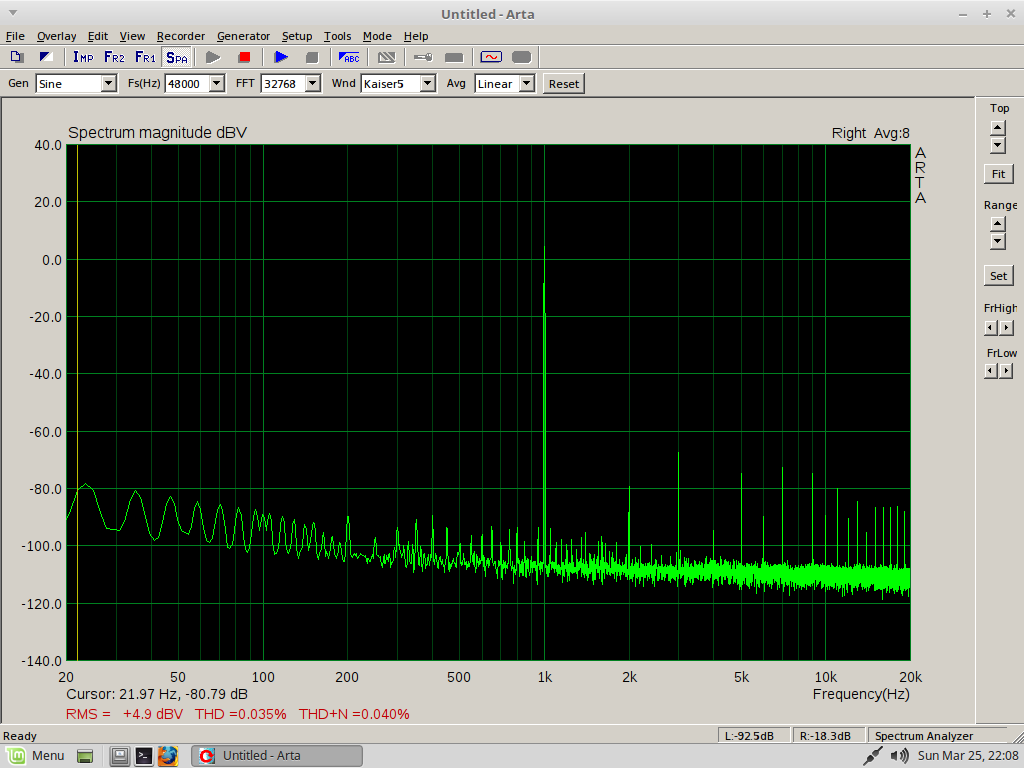 Untitled - Arta
File Overlay Edit View Recorder Generator Setup Tools Mode Help
IMP FR2 FR1 SPA ABC
Gen Sine Fs(Hz) 48000 FFT 32768 Wnd Kaiser5 Avg Linear Reset
Spectrum magnitude dBV Right Avg:8
A
R
T
A
40.0
20.0
0.0
-20.0
-40.0
-60.0
-80.0
-100.0
-120.0
-140.0
20 50 100 200 500 1k 2k 5k 10k 20k
Cursor: 21.97 Hz, -80.79 dB Frequency(Hz)
RMS = +4.9 dBV THD =0.035% THD+N =0.040%
Top
Fit
Range
Set
FrHigh
FrLow
Ready L:-92.5dB R:-18.3dB Spectrum Analyzer
Menu Untitled - Arta Sun Mar 25, 22:08